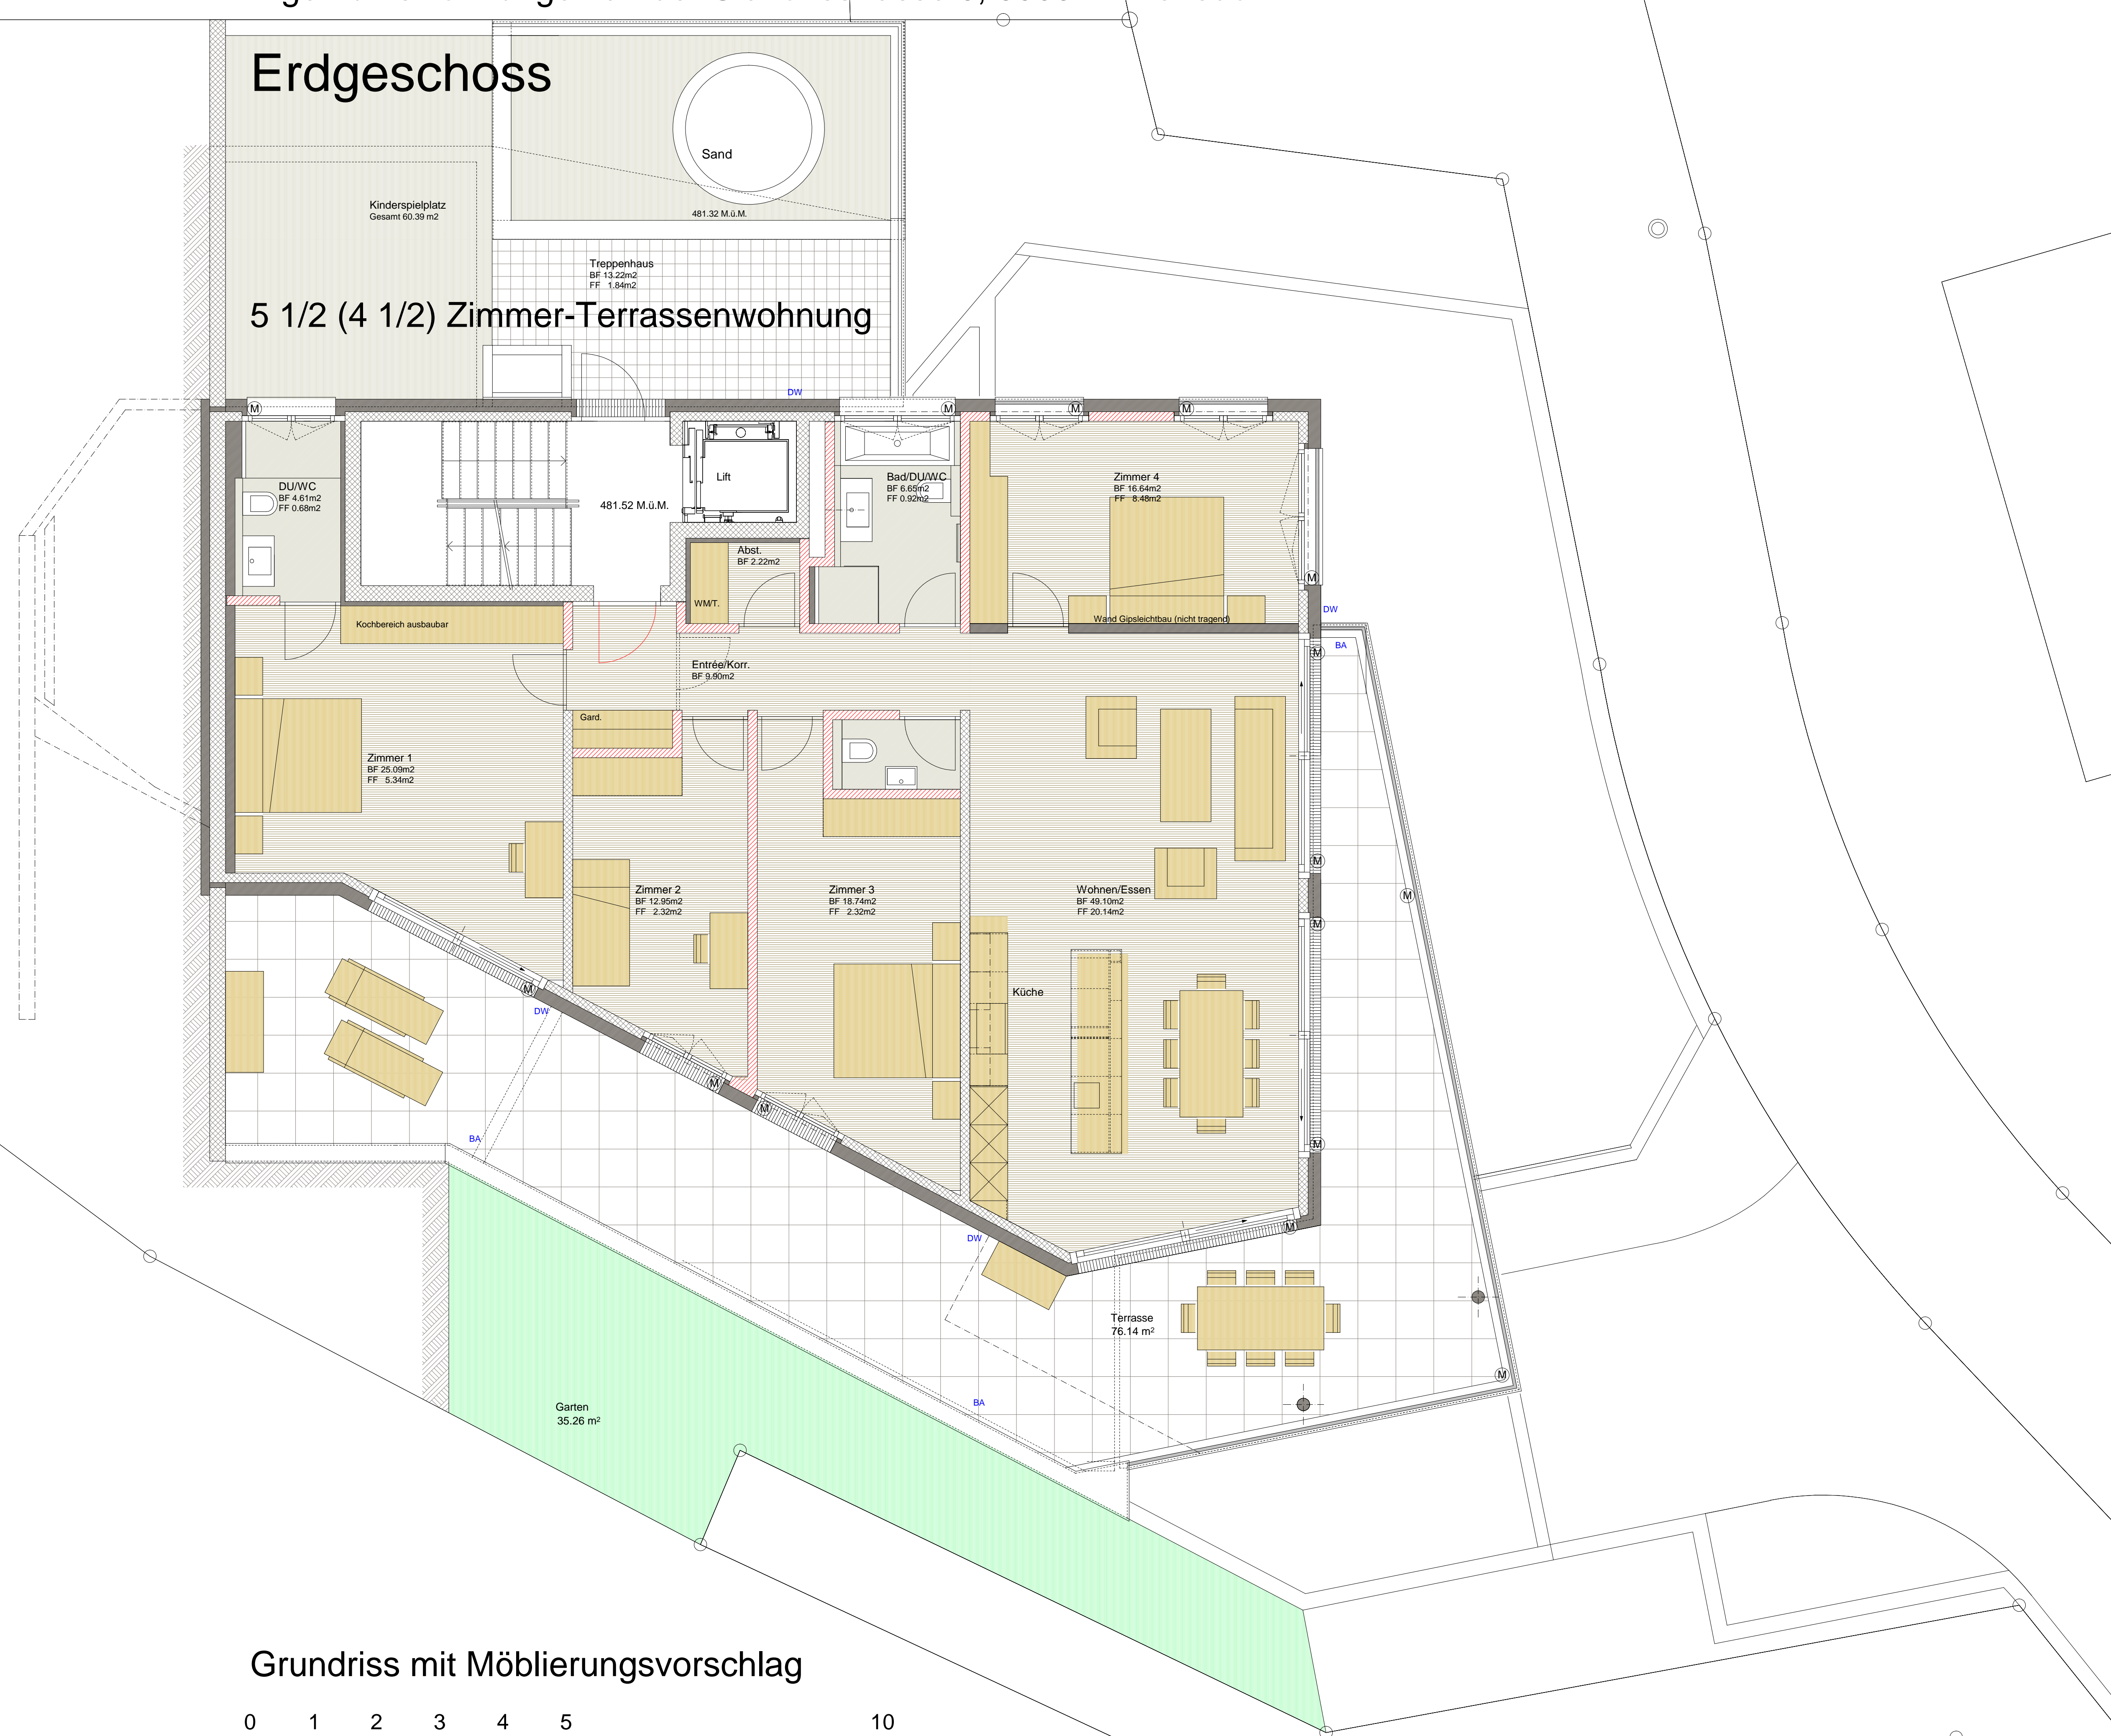 Erdgeschoss
Sand
Kinderspielplatz
Gesamt 60.39 m2
481.32 M.ü.M.
Treppenhaus
BF 13.22m2
FF 1.84m2
5 1/2 (4 1/2) Zimmer-Terrassenwohnung
DW
M
M
M
M
DU/WC
BF 4.61m2
FF 0.68m2
Lift
481.52 M.ü.M.
Bad/DU/WC
BF 6.65m2
FF 0.92m2
Zimmer 4
BF 16.64m2
FF 8.48m2
Abst.
BF 2.22m2
WM/T.
M
DW
Kochbereich ausbaubar
Wand Gipsleichtbau (nicht tragend)
BA
M
Entrée/Korr.
BF 9.90m2
Gard.
Zimmer 1
BF 25.09m2
FF 5.34m2
M
Zimmer 2
BF 12.95m2
FF 2.32m2
Zimmer 3
BF 18.74m2
FF 2.32m2
Wohnen/Essen
BF 49.10m2
FF 20.14m2
M
M
Küche
M
DW
M
M
BA
M
DW
M
Terrasse
76.14 m²
M
BA
Garten
35.26 m²
Grundriss mit Möblierungsvorschlag
0 1 2 3 4 5 10